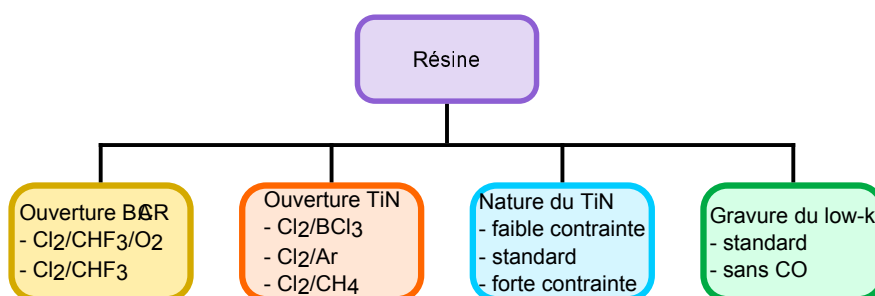 Résine
Ouverture BARC
- Cl2/CHF3/O2
- Cl2/CHF3
Ouverture TiN
- Cl2/BCl3
- Cl2/Ar
- Cl2/CH4
Nature du TiN
- faible contrainte
- standard
- forte contrainte
Gravure du low-k
- standard
- sans CO